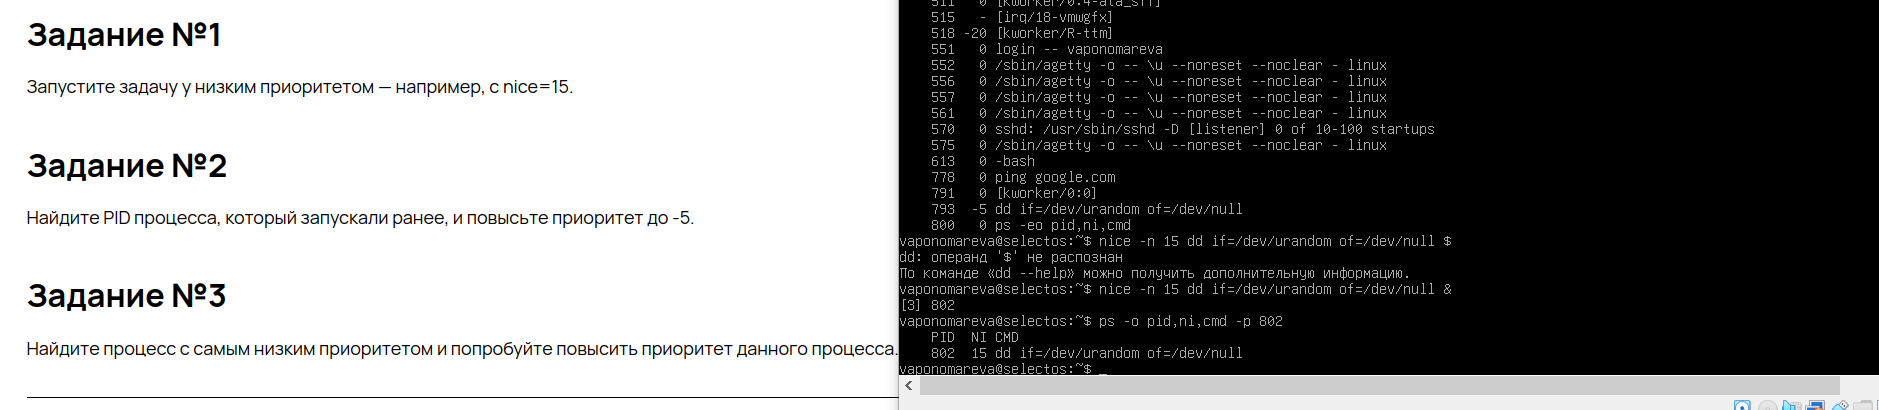 Задание №1
Запустите задачу у низким приоритетом — например, с nice=15.
Задание №2
Найдите PID процесса, который запускали ранее, и повысьте приоритет до -5.
Задание №3
Найдите процесс с самым низким приоритетом и попробуйте повысить приоритет данного процесса.
511 0 [kworker/0:4-ata_sff]
515 - [irq/18-vmwgfx]
518 -20 [kworker/R-ttm]
551 0 login -- vaponomareva
552 0 /sbin/agetty -o -- \u --noreset --noclear - linux
556 0 /sbin/agetty -o -- \u --noreset --noclear - linux
557 0 /sbin/agetty -o -- \u --noreset --noclear - linux
561 0 /sbin/agetty -o -- \u --noreset --noclear - linux
570 0 sshd: /usr/sbin/sshd -D [listener] 0 of 10-100 startups
575 0 /sbin/agetty -o -- \u --noreset --noclear - linux
613 0 -bash
778 0 ping google.com
791 0 [kworker/0:0]
793 -5 dd if=/dev/urandom of=/dev/null
800 0 ps -eo pid,ni,cmd
vaponomareva@selectos:~$ nice -n 15 dd if=/dev/urandom of=/dev/null $
dd: операнд '$' не распознан
По команде «dd --help» можно получить дополнительную информацию.
vaponomareva@selectos:~$ nice -n 15 dd if=/dev/urandom of=/dev/null &
[3] 802
vaponomareva@selectos:~$ ps -o pid,ni,cmd -p 802
PID NI CMD
802 15 dd if=/dev/urandom of=/dev/null
vaponomareva@selectos:~$ _